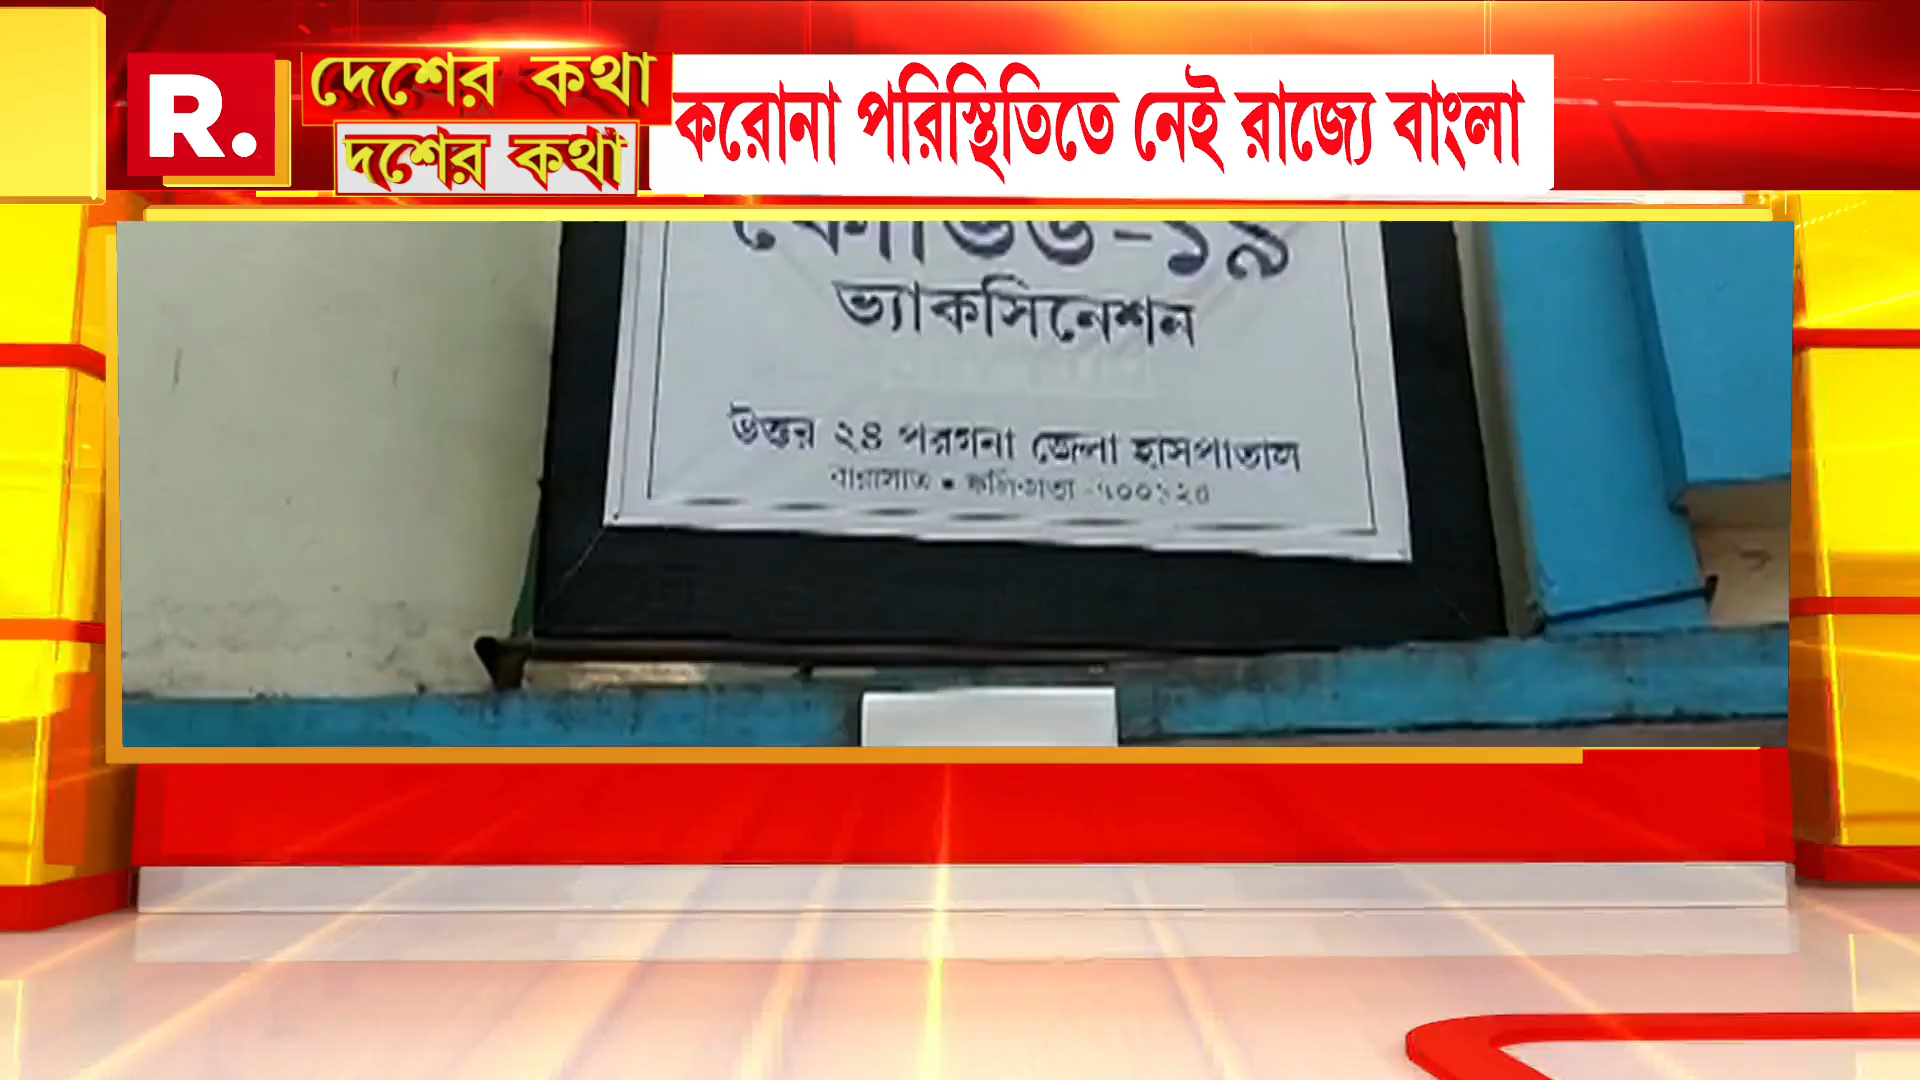 R.
দেশের কথা
দশের কথা
করোনা পরিস্থিতিতে নেই রাজ্যে বাংলা
কোভিড-১৯
ভ্যাকসিনেশন
উত্তর ২৪ পরগনা জেলা হাসপাতাল
বারাসাত • কলিকাতা -৭০০১২৪